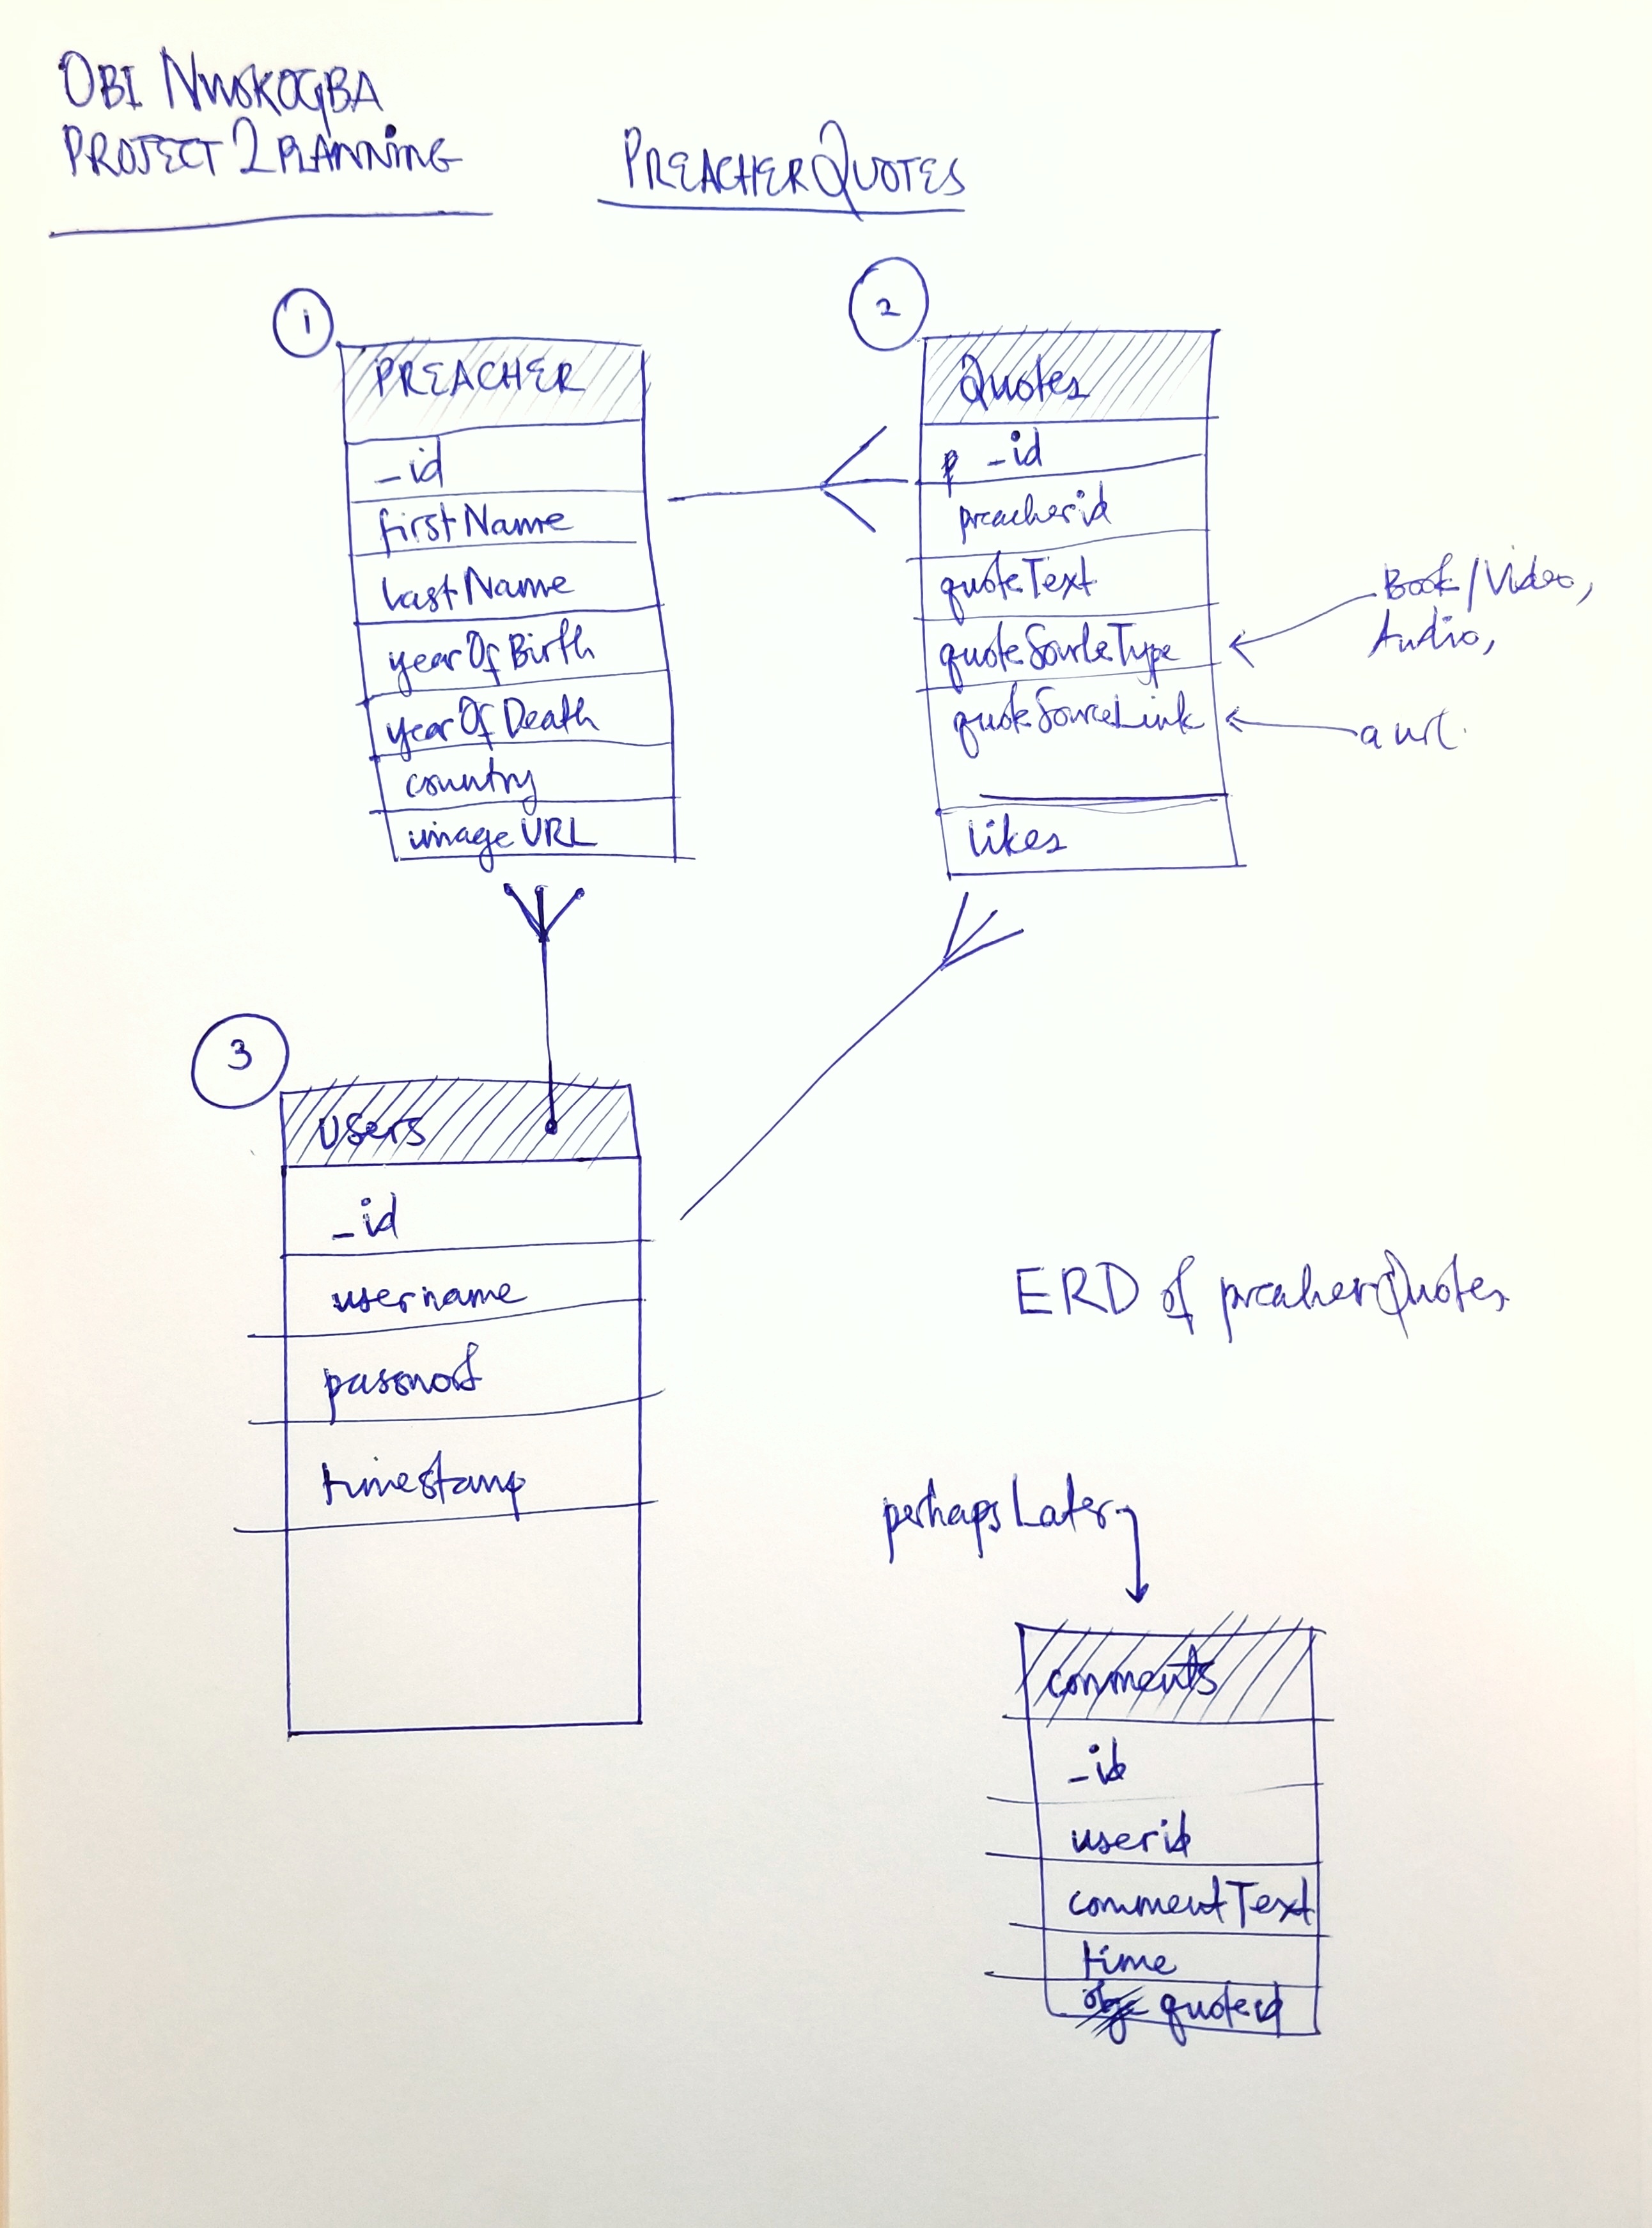 OBI NWOKOGBA
PROJECT 2 PLANNING
PREACHERQUOTES
1
PREACHER
_id
firstName
lastName
yearOfBirth
yearOfDeath
country
imageURL
2
Quotes
_id
preacherid
quoteText
quoteSourceType
quoteSourceLink
likes
Book/Video,
Audio,
a url.
3
Users
_id
username
password
timestamp
ERD of preacherQuotes
perhaps Later
comments
_id
userid
commentText
time
quoteid